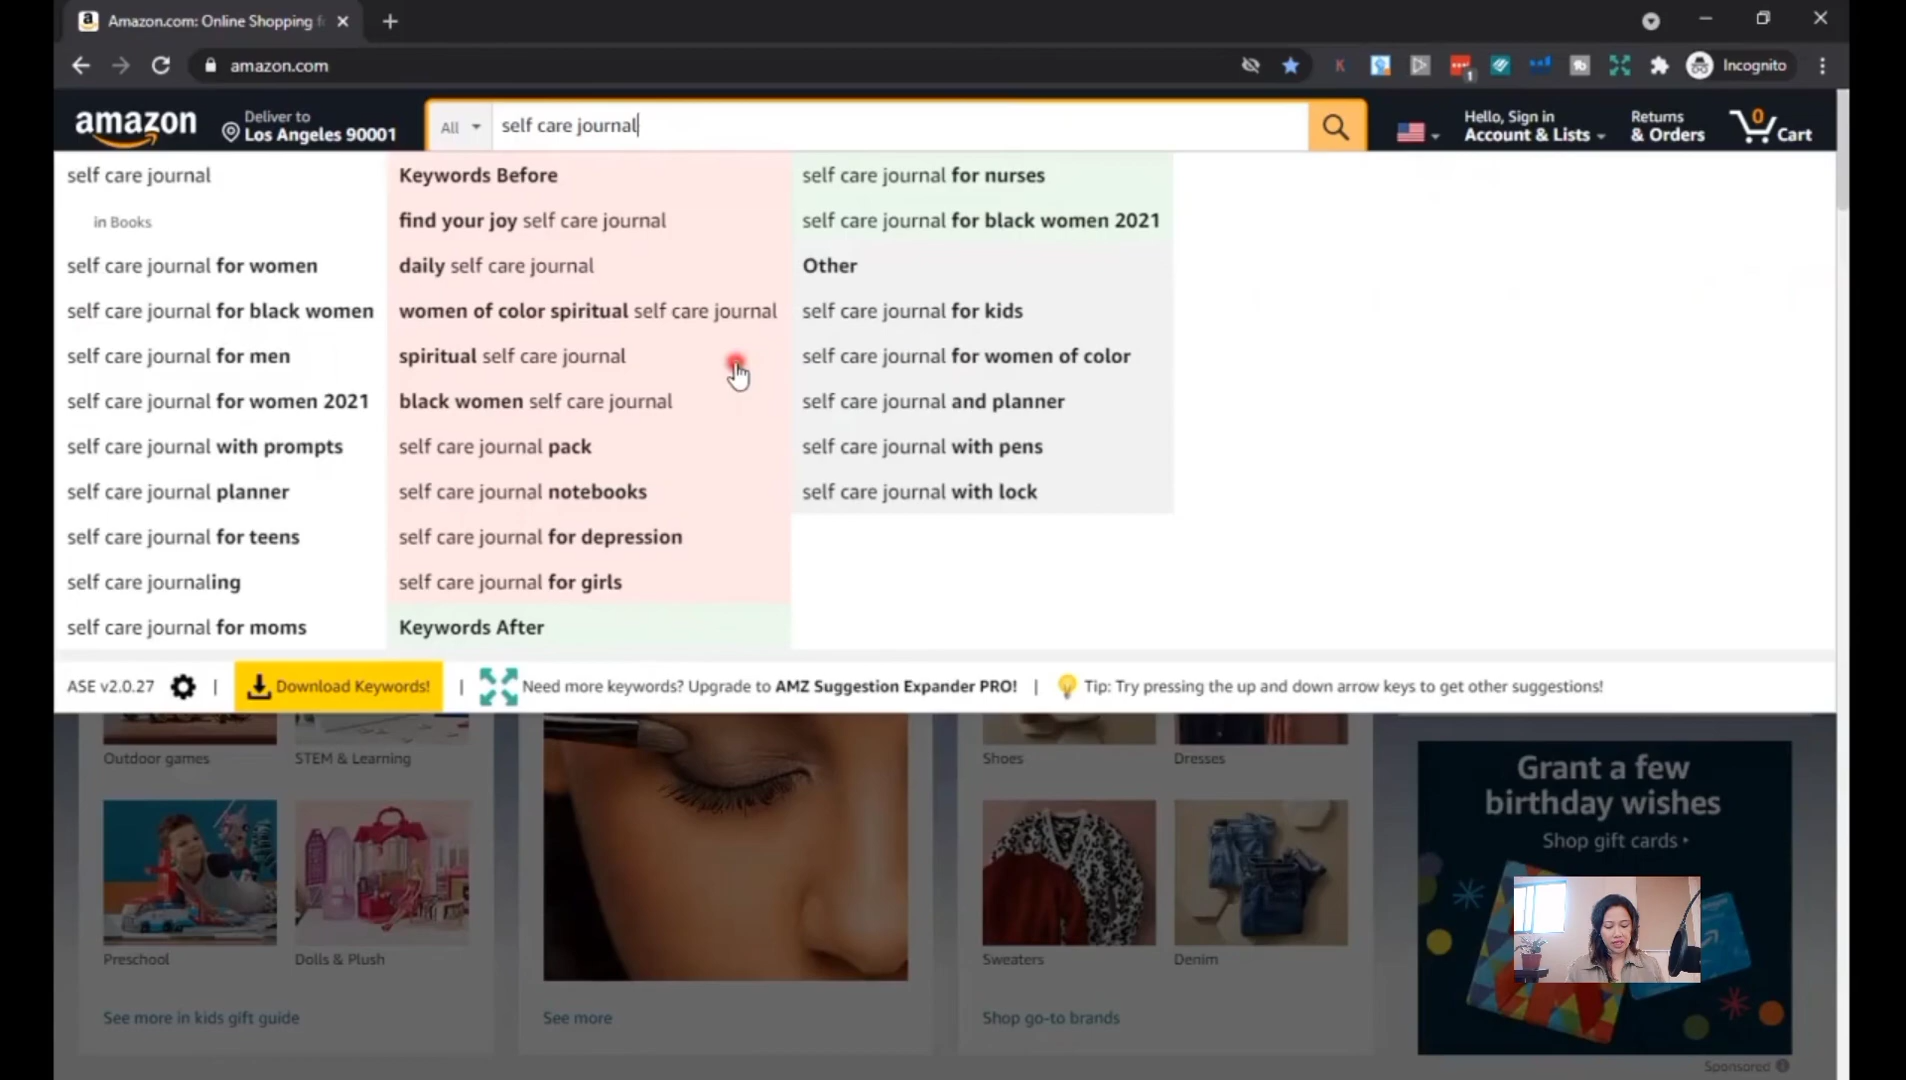 Amazon.com: Online Shopping f
amazon.com
1
Incognito
amazon
Deliver to
Los Angeles 90001
All
self care journal
Hello, Sign in
Account & Lists
Returns
& Orders
0
Cart
self care journal
in Books
self care journal for women
self care journal for black women
self care journal for men
self care journal for women 2021
self care journal with prompts
self care journal planner
self care journal for teens
self care journaling
self care journal for moms
Keywords Before
find your joy self care journal
daily self care journal
women of color spiritual self care journal
spiritual self care journal
black women self care journal
self care journal pack
self care journal notebooks
self care journal for depression
self care journal for girls
Keywords After
self care journal for nurses
self care journal for black women 2021
Other
self care journal for kids
self care journal for women of color
self care journal and planner
self care journal with pens
self care journal with lock
ASE v2.0.27
|
Download Keywords!
|
Need more keywords? Upgrade to AMZ Suggestion Expander PRO!
|
Tip: Try pressing the up and down arrow keys to get other suggestions!
Outdoor games
STEM & Learning
Preschool
Dolls & Plush
See more in kids gift guide
See more
Shoes
Dresses
Sweaters
Denim
Shop go-to brands
Grant a few
birthday wishes
Shop gift cards
Sponsored